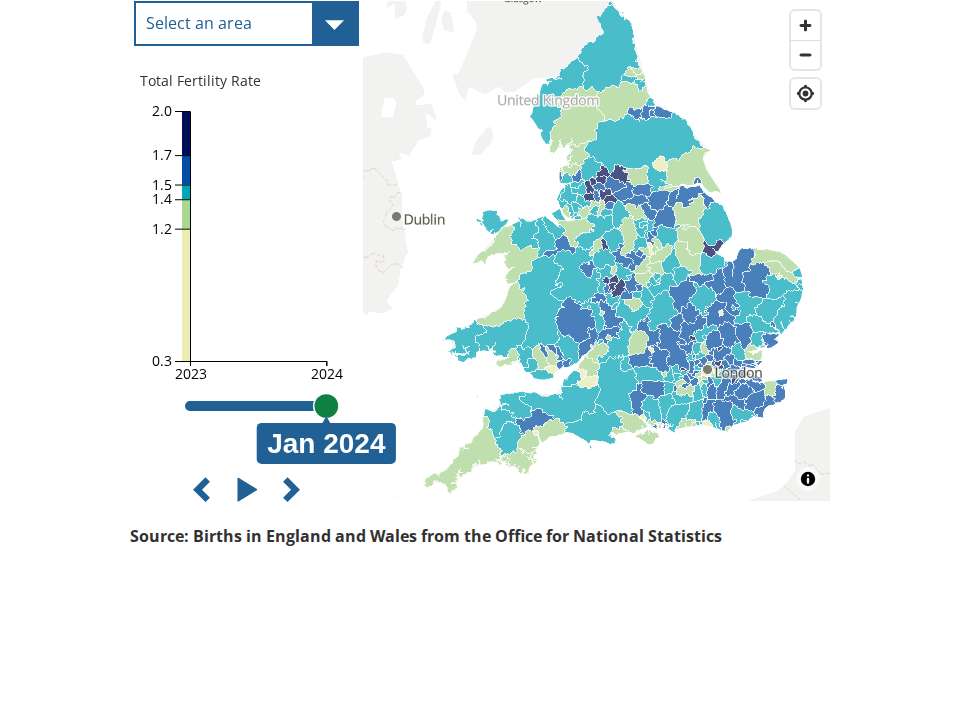 Select an area
Total Fertility Rate
2.0
1.7
1.5
1.4
1.2
0.3
2023
2024
Jan 2024
United Kingdom
Dublin
London
Source: Births in England and Wales from the Office for National Statistics